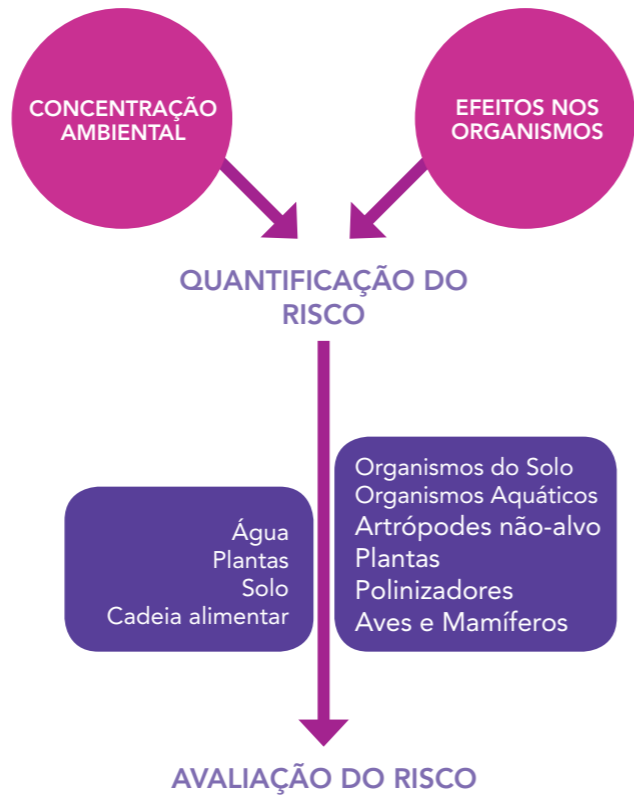 CONCENTRAÇÃO
AMBIENTAL
EFEITOS NOS
ORGANISMOS
QUANTIFICAÇÃO DO
RISCO
Água
Plantas
Solo
Cadeia alimentar
Organismos do Solo
Organismos Aquáticos
Artrópodes não-alvo
Plantas
Polinizadores
Aves e Mamíferos
AVALIAÇÃO DO RISCO